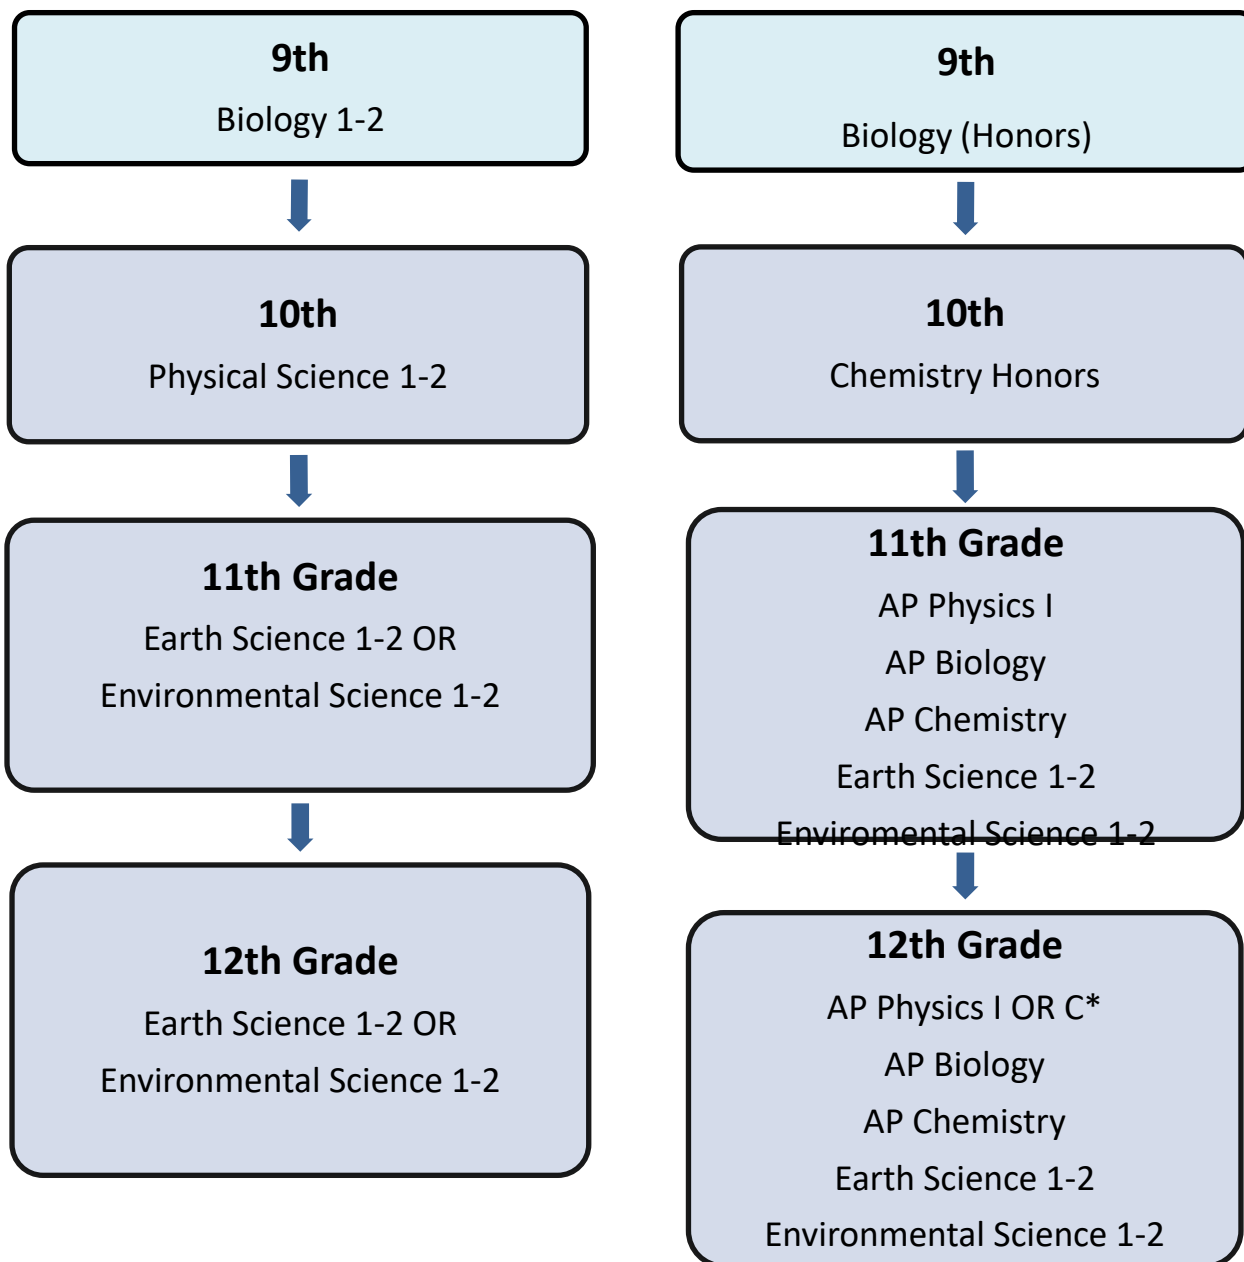 9th
Biology 1-2
10th
Physical Science 1-2
11th Grade
Earth Science 1-2 OR
Environmental Science 1-2
12th Grade
Earth Science 1-2 OR
Environmental Science 1-2
9th
Biology (Honors)
10th
Chemistry Honors
11th Grade
AP Physics I
AP Biology
AP Chemistry
Earth Science 1-2
Enviromental Science 1-2
12th Grade
AP Physics I OR C*
AP Biology
AP Chemistry
Earth Science 1-2
Environmental Science 1-2